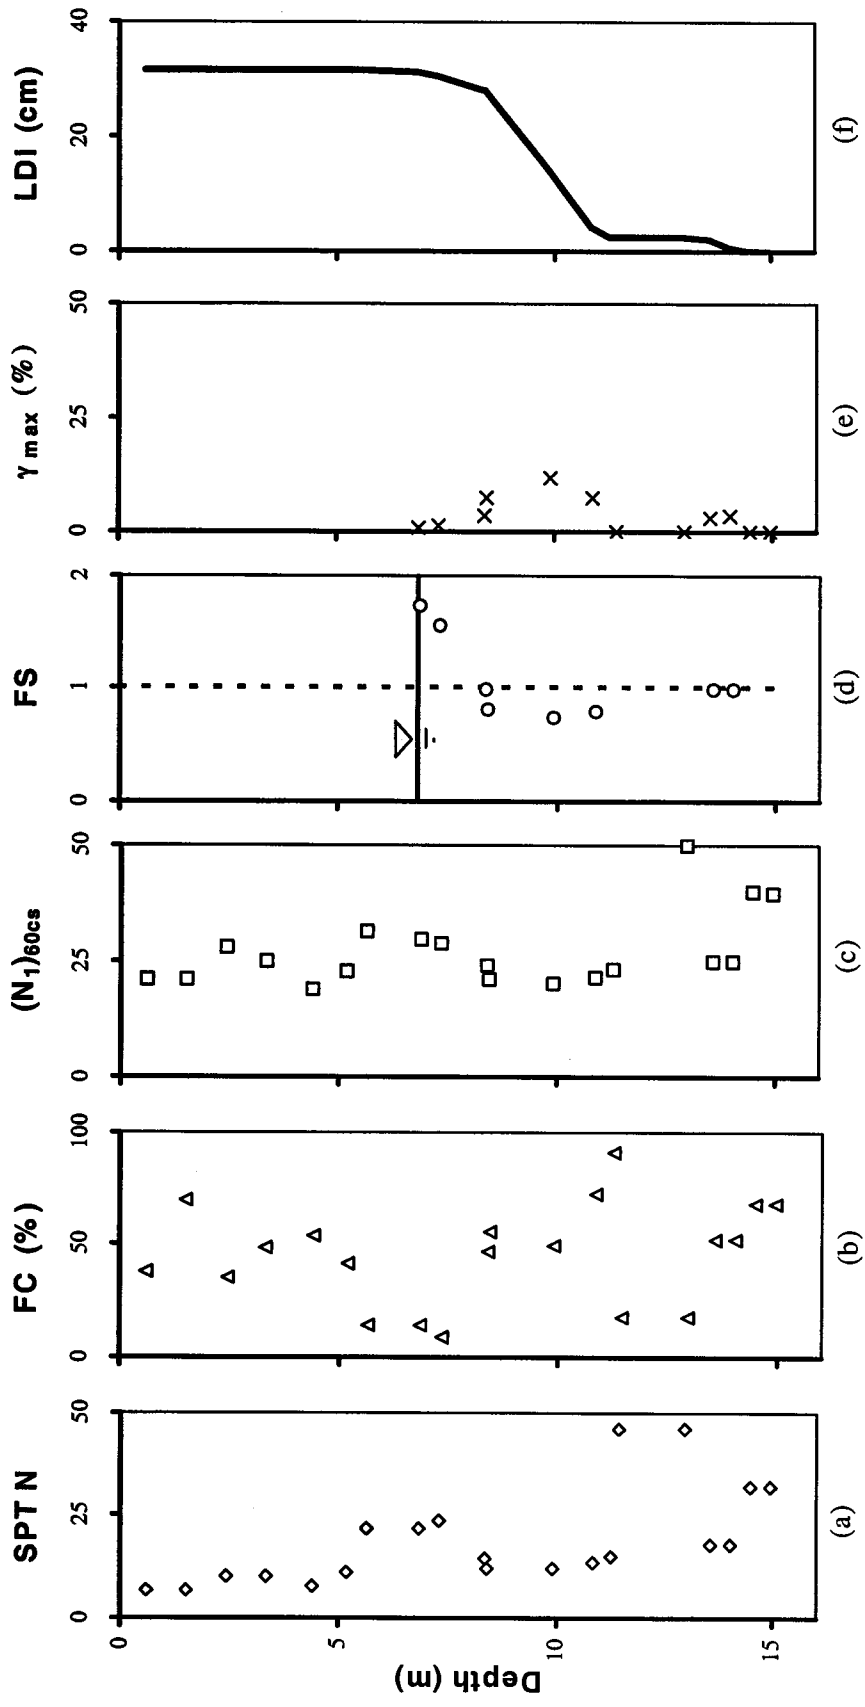 SPT N
0 25 50
Depth (m)
0
5
10
15
(a)
FC (%)
0 50 100
(b)
(N1)60cs
0 25 50
(c)
FS
0 1 2
(d)
γ max (%)
0 25 50
(e)
LDI (cm)
0 20 40
(f)